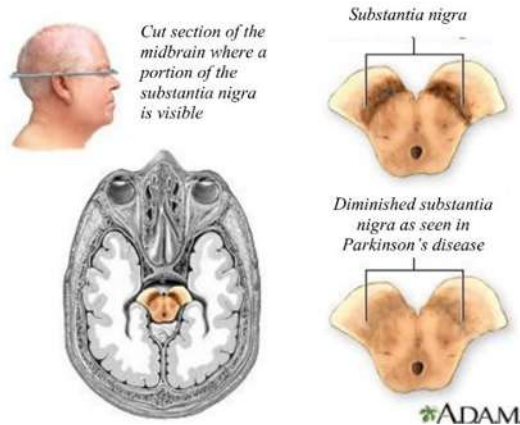 Cut section of the
midbrain where a
portion of the
substantia nigra
is visible
Substantia nigra
Diminished substantia
nigra as seen in
Parkinson's disease
ADAM